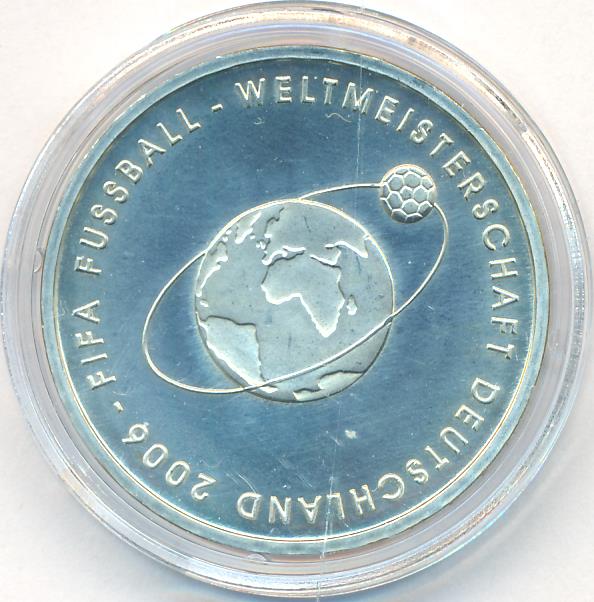 FIFA FUSSBALL - WELTMEISTERSCHAFT DEUTSCHLAND 2006 -